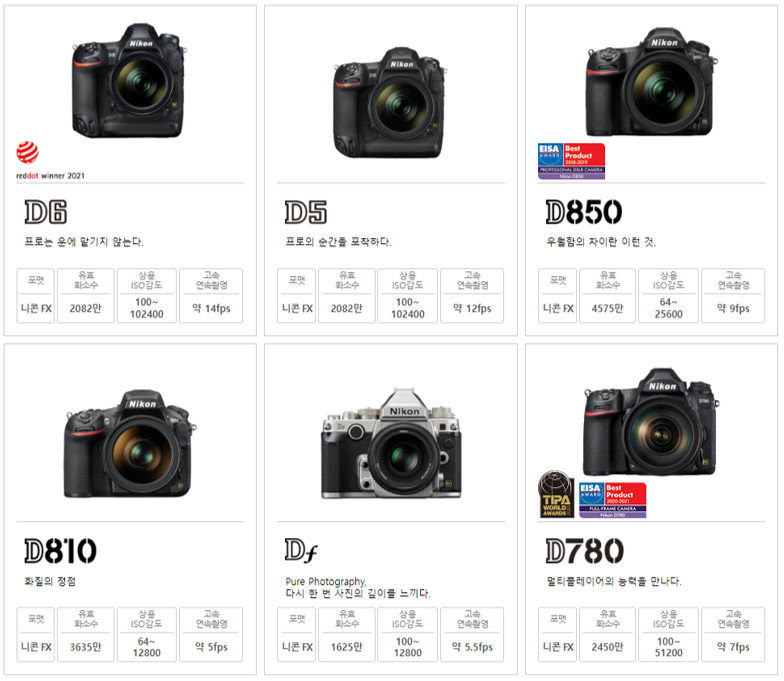 Nikon
Nikon
Nikon
reddot winner 2021
EISA AWARD
Best Product
2018-2019
PROFESSIONAL DSLR CAMERA
Nikon D850
D6
D5
D850
프로는 운에 맡기지 않는다.
프로의 순간을 포착하다.
우월함의 차이란 이런 것.
포맷 유효 화소수 상용 ISO감도 고속 연속촬영
니콘 FX 2082만 100~ 102400 약 14fps
포맷 유효 화소수 상용 ISO감도 고속 연속촬영
니콘 FX 2082만 100~ 102400 약 12fps
포맷 유효 화소수 상용 ISO감도 고속 연속촬영
니콘 FX 4575만 64~ 25600 약 9fps
Nikon
Nikon
Nikon
TIPA WORLD AWARDS
EISA AWARD
Best Product
2020-2021
FULL-FRAME CAMERA
Nikon D780
D810
Df
D780
화질의 정점
Pure Photography,
다시 한 번 사진의 깊이를 느끼다.
멀티플레이어의 능력을 만나다.
포맷 유효 화소수 상용 ISO감도 고속 연속촬영
니콘 FX 3635만 64~ 12800 약 5fps
포맷 유효 화소수 상용 ISO감도 고속 연속촬영
니콘 FX 1625만 100~ 12800 약 5.5fps
포맷 유효 화소수 상용 ISO감도 고속 연속촬영
니콘 FX 2450만 100~ 51200 약 7fps